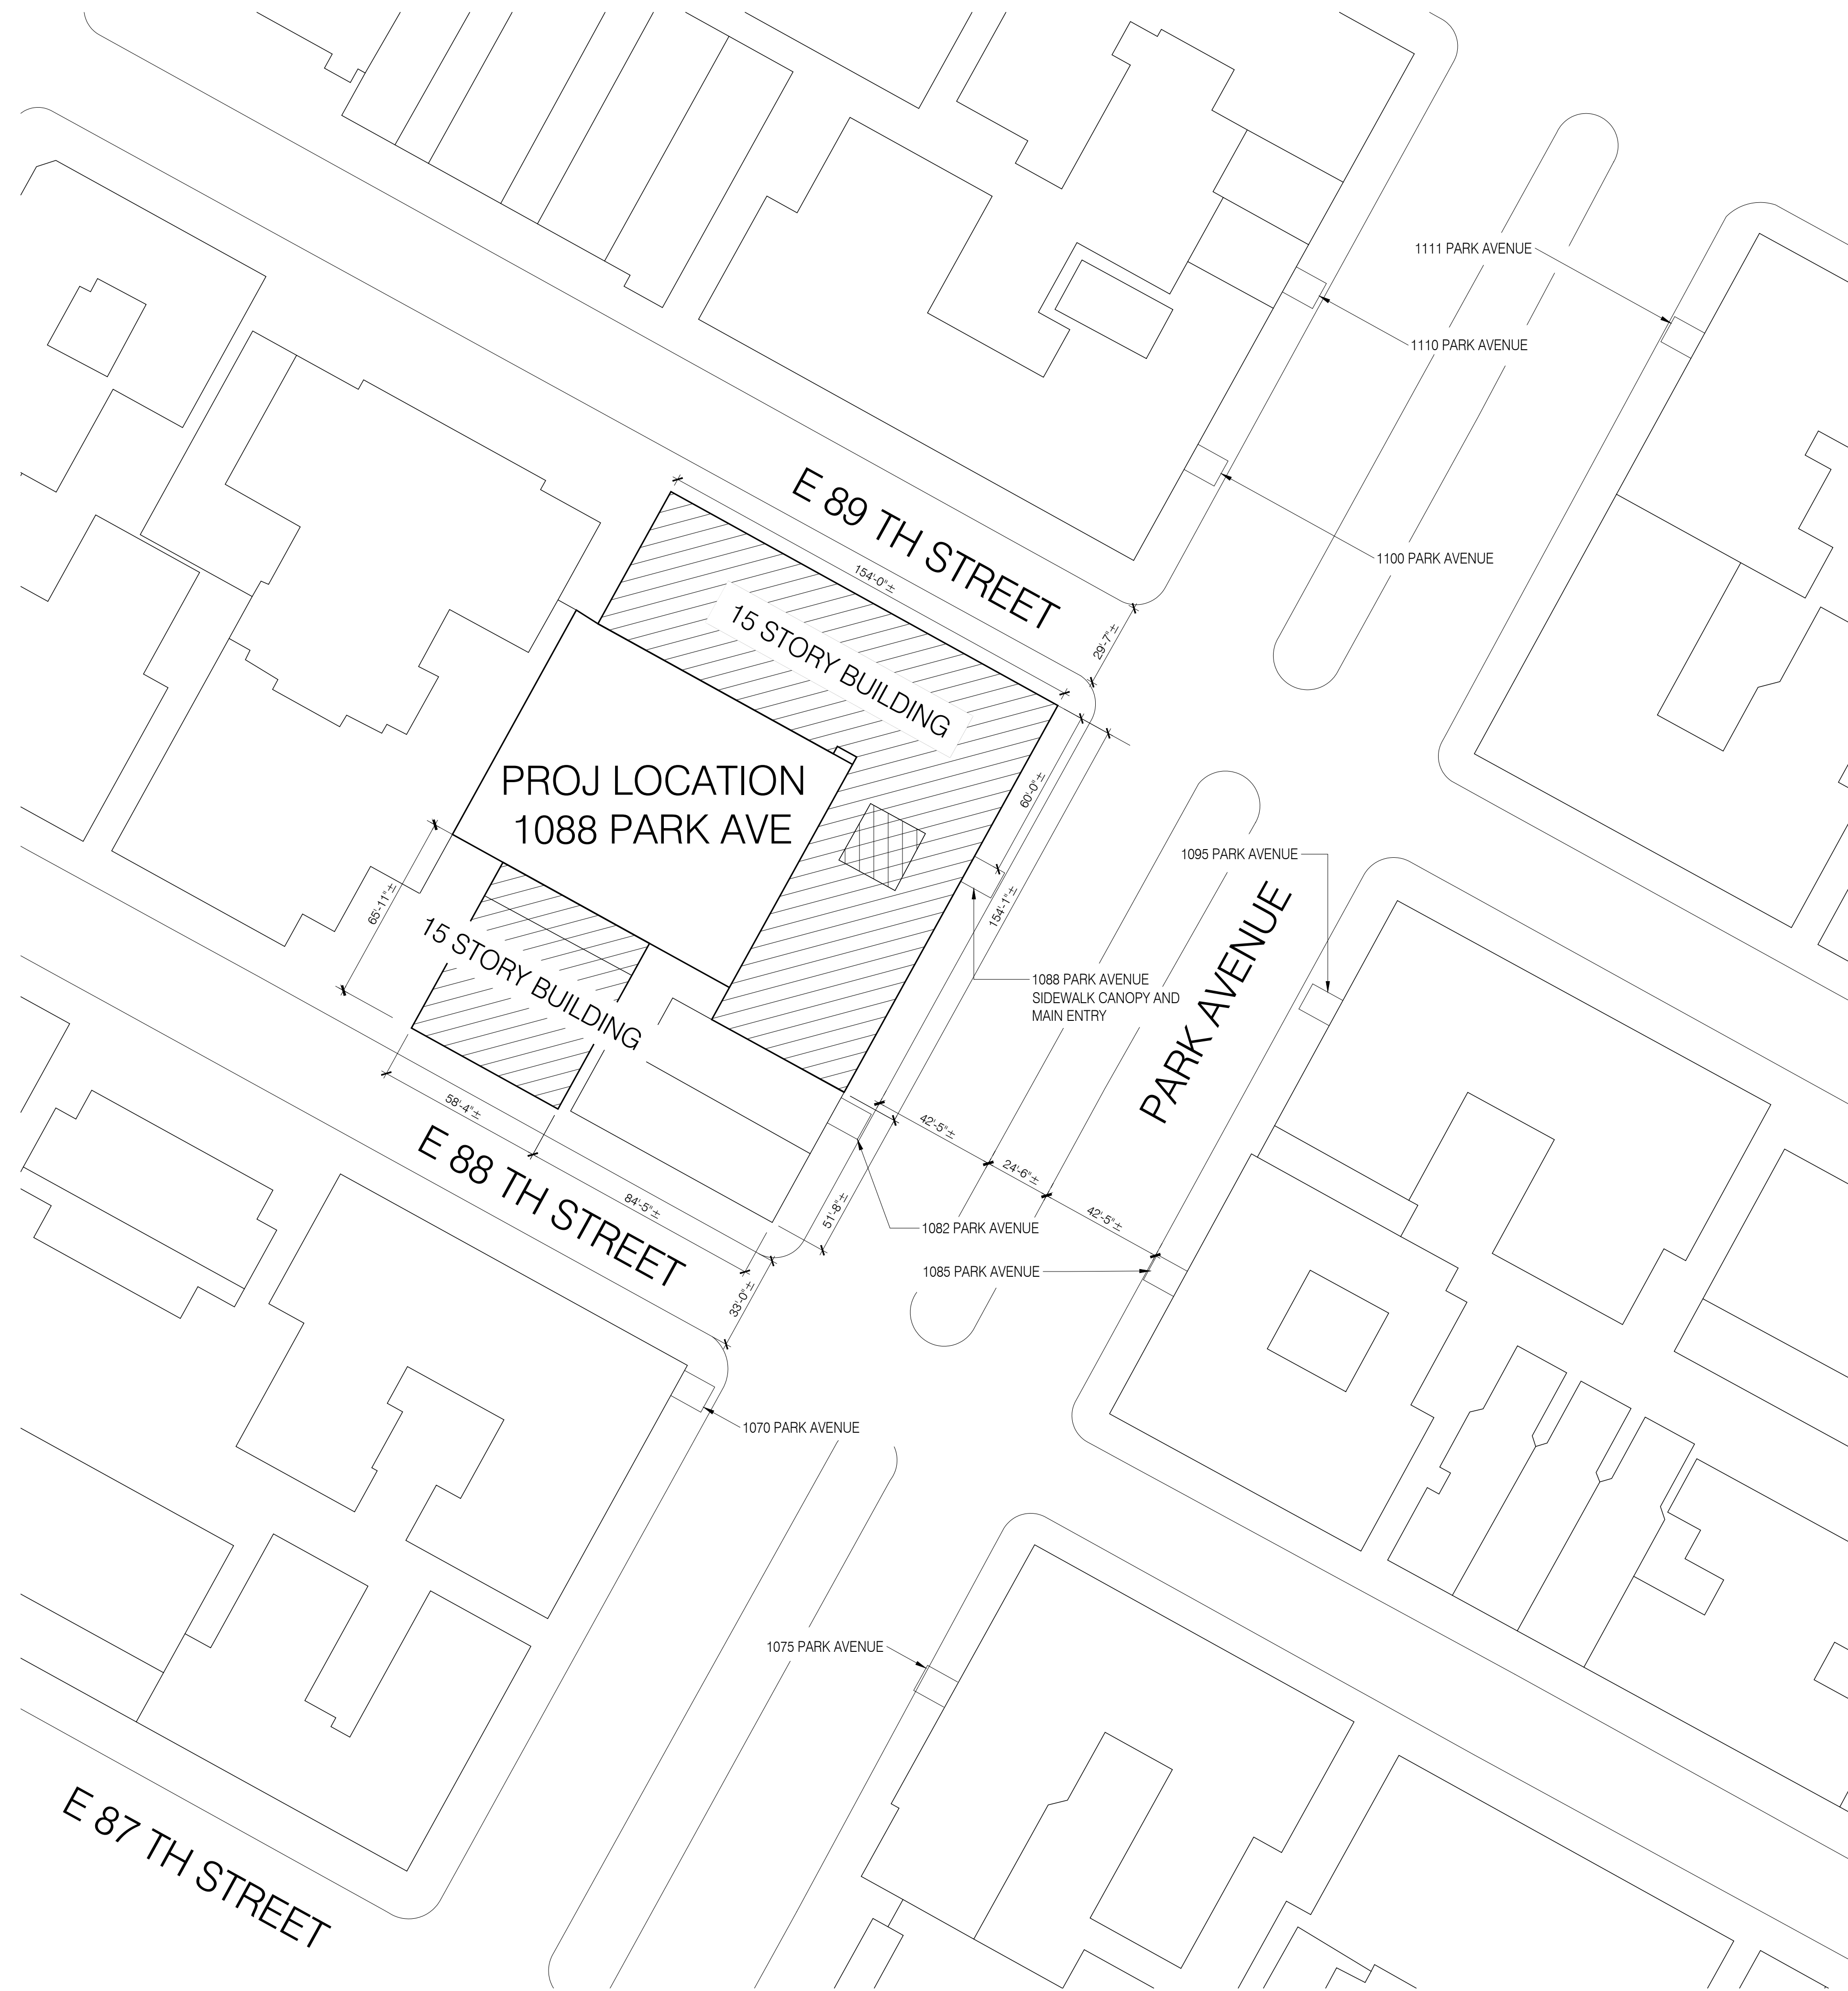 1111 PARK AVENUE
1110 PARK AVENUE
E 89 TH STREET
1100 PARK AVENUE
154'-0"±
29'-7"±
15 STORY BUILDING
PROJ LOCATION
1088 PARK AVE
60'-0"±
1095 PARK AVENUE
65'-11"±
154'-1"±
15 STORY BUILDING
1088 PARK AVENUE
SIDEWALK CANOPY AND
MAIN ENTRY
PARK AVENUE
58'-4"±
42'-5"±
24'-6"±
42'-5"±
E 88 TH STREET
84'-5"±
51'-8"±
1082 PARK AVENUE
1085 PARK AVENUE
33'-0"±
1070 PARK AVENUE
1075 PARK AVENUE
E 87 TH STREET